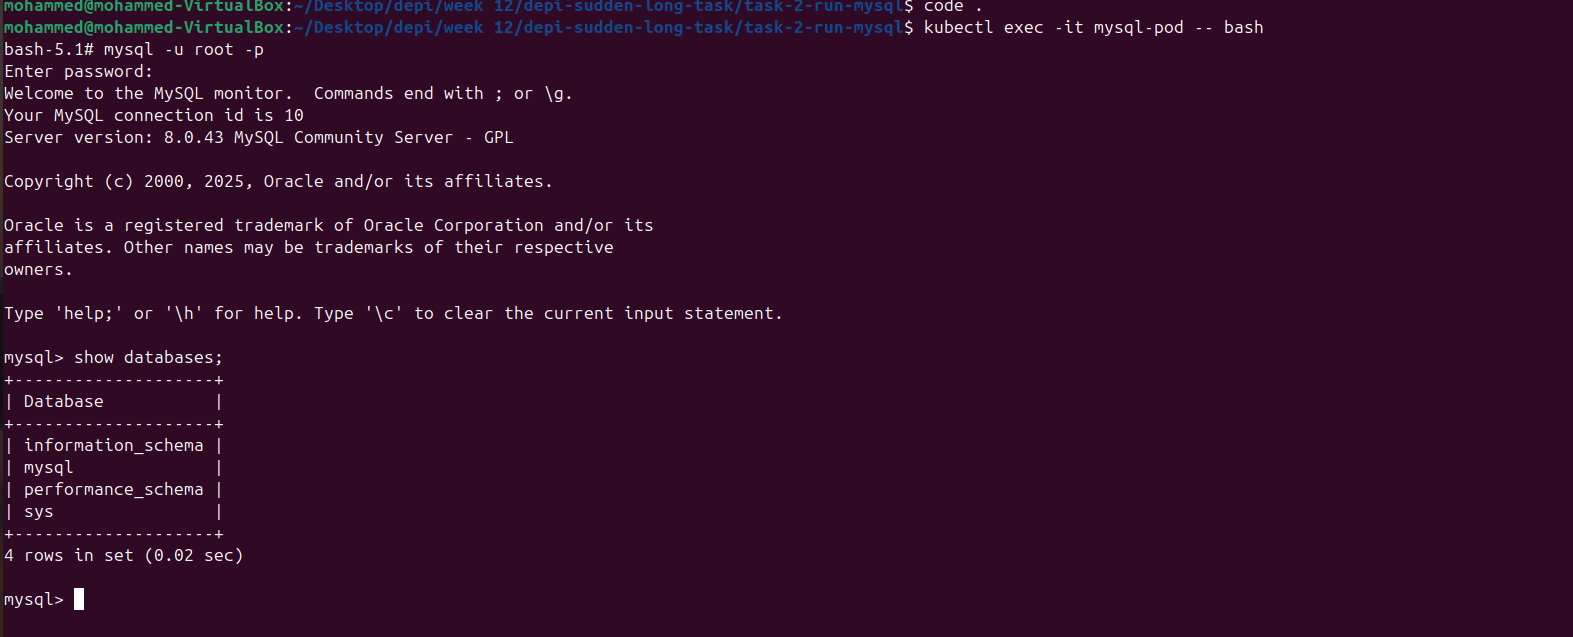 mohammed@mohammed-VirtualBox:~/Desktop/depi/week 12/depi-sudden-long-task/task-2-run-mysql$ code .
mohammed@mohammed-VirtualBox:~/Desktop/depi/week 12/depi-sudden-long-task/task-2-run-mysql$ kubectl exec -it mysql-pod -- bash
bash-5.1# mysql -u root -p
Enter password:
Welcome to the MySQL monitor.  Commands end with ; or \g.
Your MySQL connection id is 10
Server version: 8.0.43 MySQL Community Server - GPL

Copyright (c) 2000, 2025, Oracle and/or its affiliates.

Oracle is a registered trademark of Oracle Corporation and/or its
affiliates. Other names may be trademarks of their respective
owners.

Type 'help;' or '\h' for help. Type '\c' to clear the current input statement.

mysql> show databases;
+--------------------+
| Database           |
+--------------------+
| information_schema |
| mysql              |
| performance_schema |
| sys                |
+--------------------+
4 rows in set (0.02 sec)

mysql>